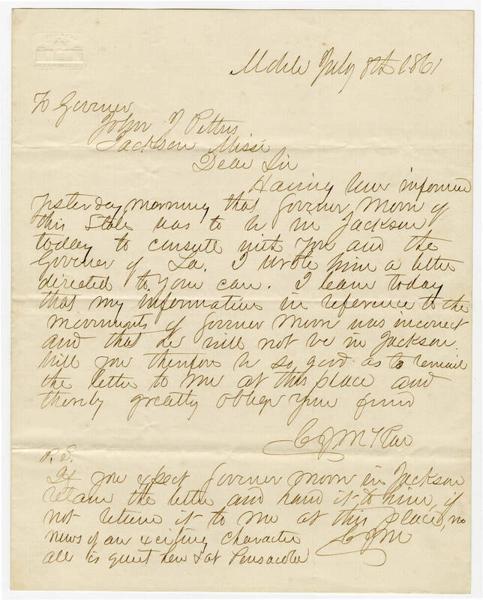 Mobile July 8th 1861
To Governer
John J Pettus
Jackson Missi
Dear Sir
Having been informed
yesterday morning that Governer Moore of
this State was to be in Jackson
today to consult with you and the
Governer of La. I wrote him a letter
directed to your care. I learn today
that my information in reference to the
movements of Governer Moore was incorrect
and that he will not be in Jackson.
Will you therefore be so good as to remail
the letter to me at this place and
thereby greatly oblige your friend
P.S.
If you expect Governer Moore in Jackson
retain the letter and hand it to him, if
not return it to me at this place, no
news of an exciting character
all is quiet here & at Pensacola